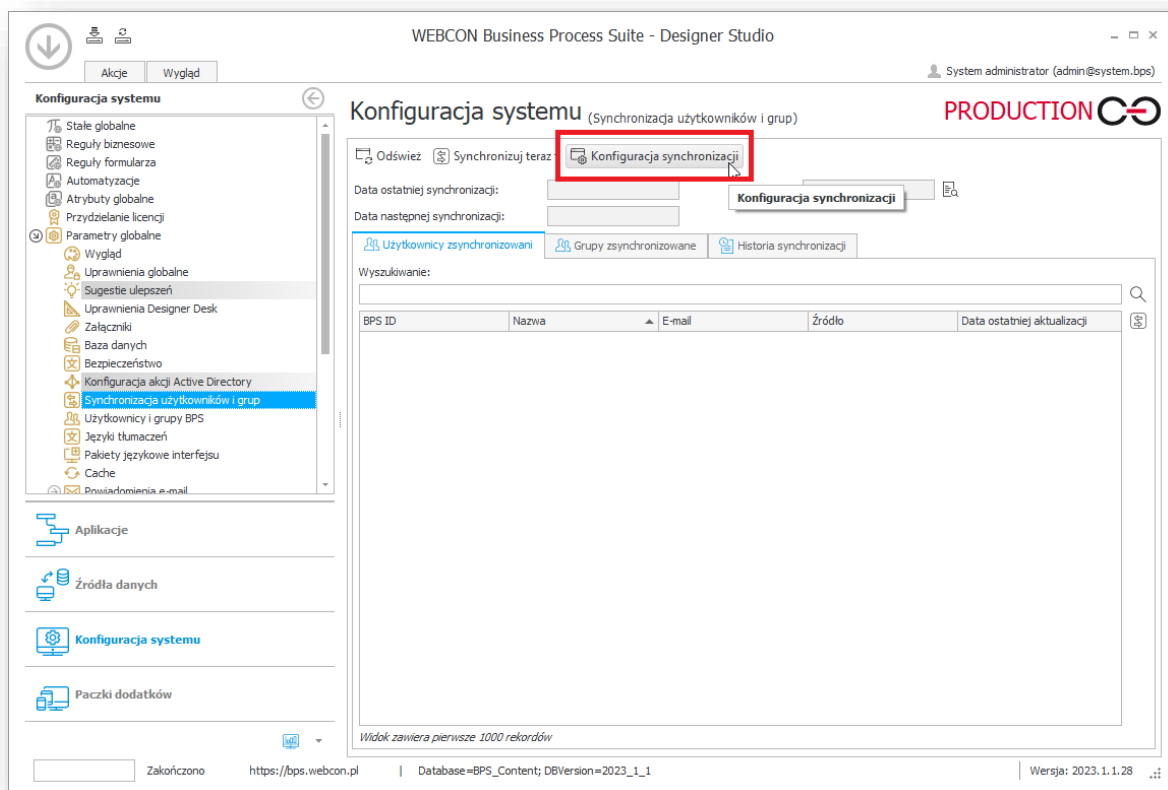 WEBCON Business Process Suite - Designer Studio
Akcje
Wygląd
System administrator (admin@system.bps)
Konfiguracja systemu
Stałe globalne
Reguły biznesowe
Reguły formularza
Automatyzacje
Atrybuty globalne
Przydzielanie licencji
Parametry globalne
Wygląd
Uprawnienia globalne
Sugestie ulepszeń
Uprawnienia Designer Desk
Załączniki
Baza danych
Bezpieczeństwo
Konfiguracja akcji Active Directory
Synchronizacja użytkowników i grup
Użytkownicy i grupy BPS
Języki tłumaczeń
Pakiety językowe interfejsu
Cache
Powiadomienia e-mail
Aplikacje
Źródła danych
Konfiguracja systemu
Paczki dodatków
Konfiguracja systemu (Synchronizacja użytkowników i grup)
PRODUCTION CO
Odśwież
Synchronizuj teraz
Konfiguracja synchronizacji
Data ostatniej synchronizacji:
Konfiguracja synchronizacji
Data następnej synchronizacji:
Użytkownicy zsynchronizowani
Grupy zsynchronizowane
Historia synchronizacji
Wyszukiwanie:
BPS ID
Nazwa
E-mail
Źródło
Data ostatniej aktualizacji
Widok zawiera pierwsze 1000 rekordów
Zakończono
https://bps.webcon.pl
| Database=BPS_Content; DBVersion=2023_1_1
Wersja: 2023.1.1.28